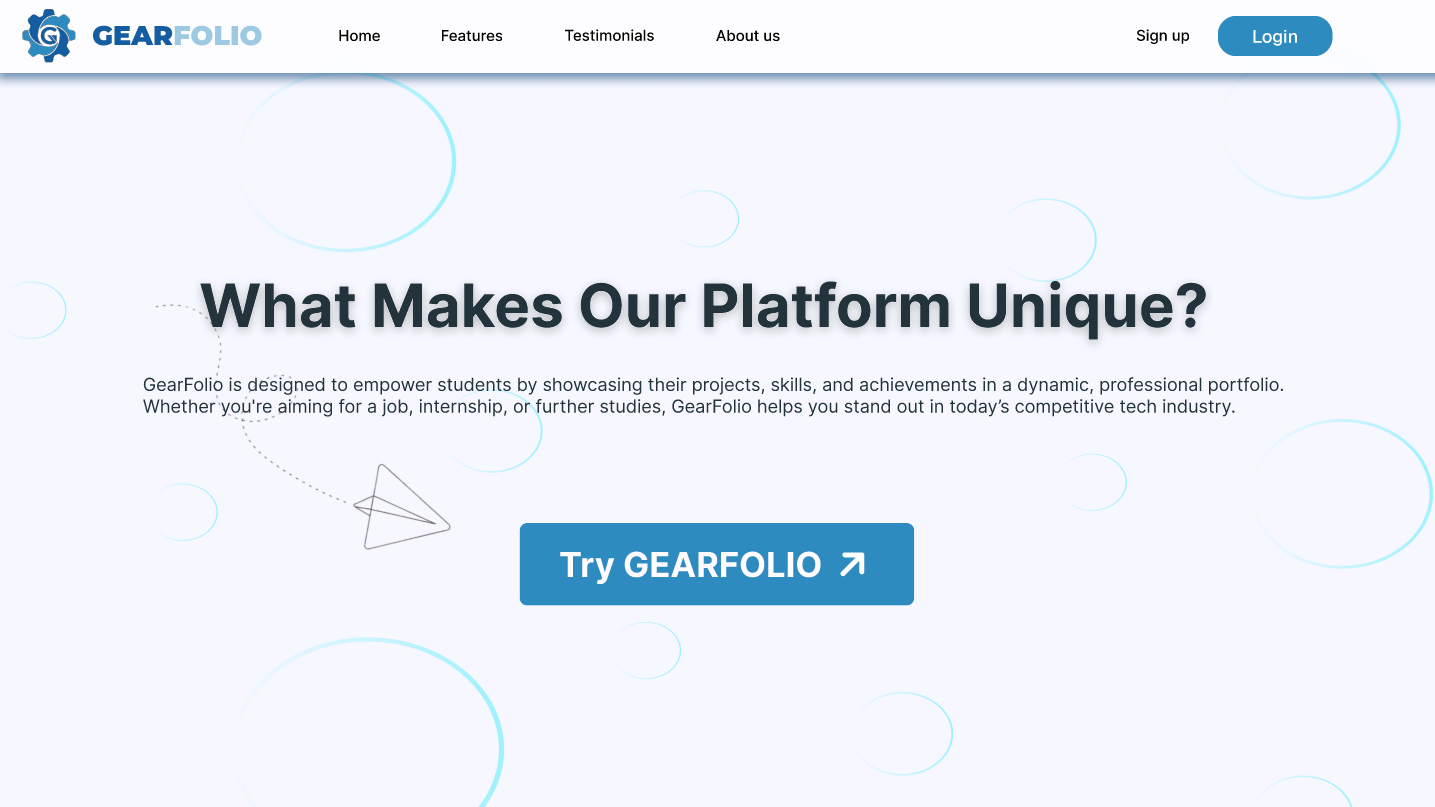 GEARFOLIO
Home
Features
Testimonials
About us
Sign up
Login
What Makes Our Platform Unique?
GearFolio is designed to empower students by showcasing their projects, skills, and achievements in a dynamic, professional portfolio.
Whether you're aiming for a job, internship, or further studies, GearFolio helps you stand out in today’s competitive tech industry.
Try GEARFOLIO